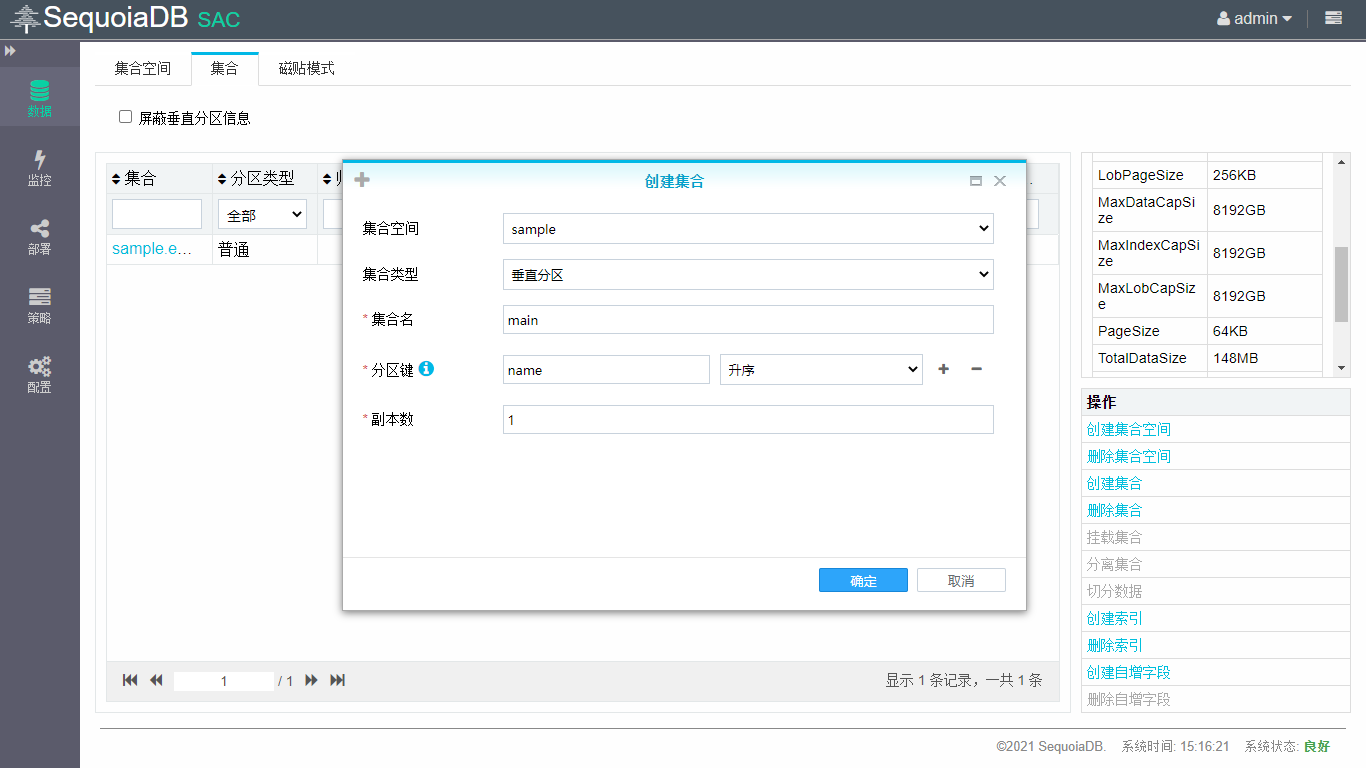 SequoiaDB SAC
admin
数据
监控
部署
策略
配置
集合空间 集合 磁贴模式
屏蔽垂直分区信息
集合 分区类型
全部
sample.e... 普通
创建集合
集合空间 sample
集合类型 垂直分区
* 集合名 main
* 分区键 name 升序
* 副本数 1
确定 取消
1 / 1
显示 1 条记录，一共 1 条
LobPageSize 256KB
MaxDataCapSi
ze 8192GB
MaxIndexCapSi
ze 8192GB
MaxLobCapSiz
e 8192GB
PageSize 64KB
TotalDataSize 148MB
操作
创建集合空间
删除集合空间
创建集合
删除集合
挂载集合
分离集合
切分数据
创建索引
删除索引
创建自增字段
删除自增字段
©2021 SequoiaDB. 系统时间: 15:16:21 系统状态: 良好